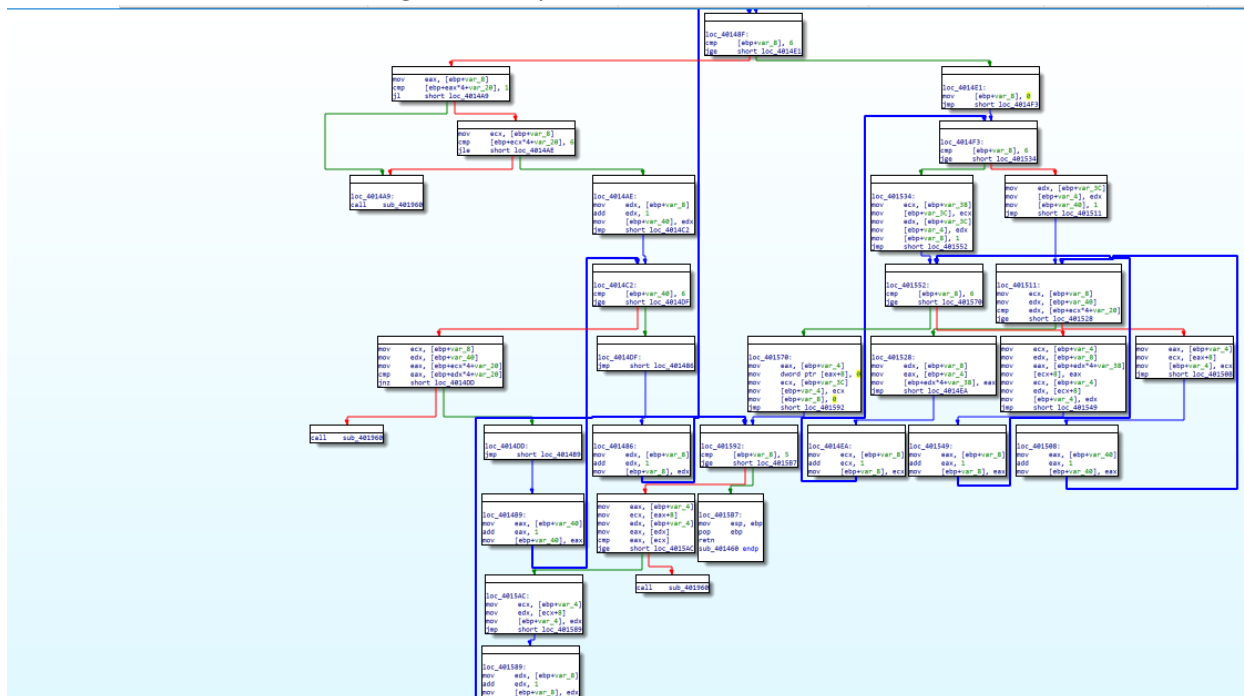 loc_40148F:
cmp [ebp+var_8], 6
jge short loc_4014E1
mov eax, [ebp+var_8]
cmp [ebp+eax*4+var_20], 1
jl short loc_4014A9
mov ecx, [ebp+var_8]
cmp [ebp+ecx*4+var_20], 6
jle short loc_4014AE
loc_4014A9:
call sub_401960
loc_4014AE:
mov edx, [ebp+var_8]
add edx, 1
mov [ebp+var_40], edx
jmp short loc_4014C2
loc_4014C2:
cmp [ebp+var_40], 6
jge short loc_4014DF
mov ecx, [ebp+var_8]
mov edx, [ebp+var_40]
mov eax, [ebp+ecx*4+var_20]
cmp eax, [ebp+edx*4+var_20]
jnz short loc_4014DD
call sub_401960
loc_4014DF:
jmp short loc_401486
loc_4014DD:
jmp short loc_4014B9
loc_401486:
mov edx, [ebp+var_8]
add edx, 1
mov [ebp+var_8], edx
loc_4014B9:
mov eax, [ebp+var_40]
add eax, 1
mov [ebp+var_40], eax
loc_4014E1:
mov [ebp+var_8], 0
jmp short loc_4014F3
loc_4014F3:
cmp [ebp+var_8], 6
jge short loc_401534
loc_401534:
mov ecx, [ebp+var_38]
mov [ebp+var_3C], ecx
mov edx, [ebp+var_3C]
mov [ebp+var_4], edx
mov [ebp+var_8], 1
jmp short loc_401552
mov edx, [ebp+var_3C]
mov [ebp+var_4], edx
mov [ebp+var_40], 1
jmp short loc_401511
loc_401552:
cmp [ebp+var_8], 6
jge short loc_401570
loc_401511:
mov ecx, [ebp+var_8]
mov edx, [ebp+var_40]
cmp edx, [ebp+ecx*4+var_20]
jge short loc_401528
loc_401570:
mov eax, [ebp+var_4]
mov dword ptr [eax+8], 0
mov ecx, [ebp+var_3C]
mov [ebp+var_4], ecx
mov [ebp+var_8], 0
jmp short loc_401592
loc_401528:
mov edx, [ebp+var_8]
mov eax, [ebp+var_4]
mov [ebp+edx*4+var_38], eax
jmp short loc_4014EA
mov ecx, [ebp+var_4]
mov edx, [ebp+var_8]
mov eax, [ebp+edx*4+var_38]
mov [ecx+8], eax
mov ecx, [ebp+var_4]
mov edx, [ecx+8]
mov [ebp+var_4], edx
jmp short loc_401549
mov eax, [ebp+var_4]
mov ecx, [eax+8]
mov [ebp+var_4], ecx
jmp short loc_401508
loc_401592:
cmp [ebp+var_8], 5
jge short loc_4015B7
loc_4014EA:
mov ecx, [ebp+var_8]
add ecx, 1
mov [ebp+var_8], ecx
loc_401549:
mov eax, [ebp+var_8]
add eax, 1
mov [ebp+var_8], eax
loc_401508:
mov eax, [ebp+var_40]
add eax, 1
mov [ebp+var_40], eax
mov eax, [ebp+var_4]
mov ecx, [eax+8]
mov edx, [ebp+var_4]
mov eax, [edx]
cmp eax, [ecx]
jge short loc_4015AC
loc_4015B7:
mov esp, ebp
pop ebp
retn
sub_401460 endp
call sub_401960
loc_4015AC:
mov ecx, [ebp+var_4]
mov edx, [ecx+8]
mov [ebp+var_4], edx
jmp short loc_401589
loc_401589:
mov edx, [ebp+var_8]
add edx, 1
mov [ebp+var_8], edx